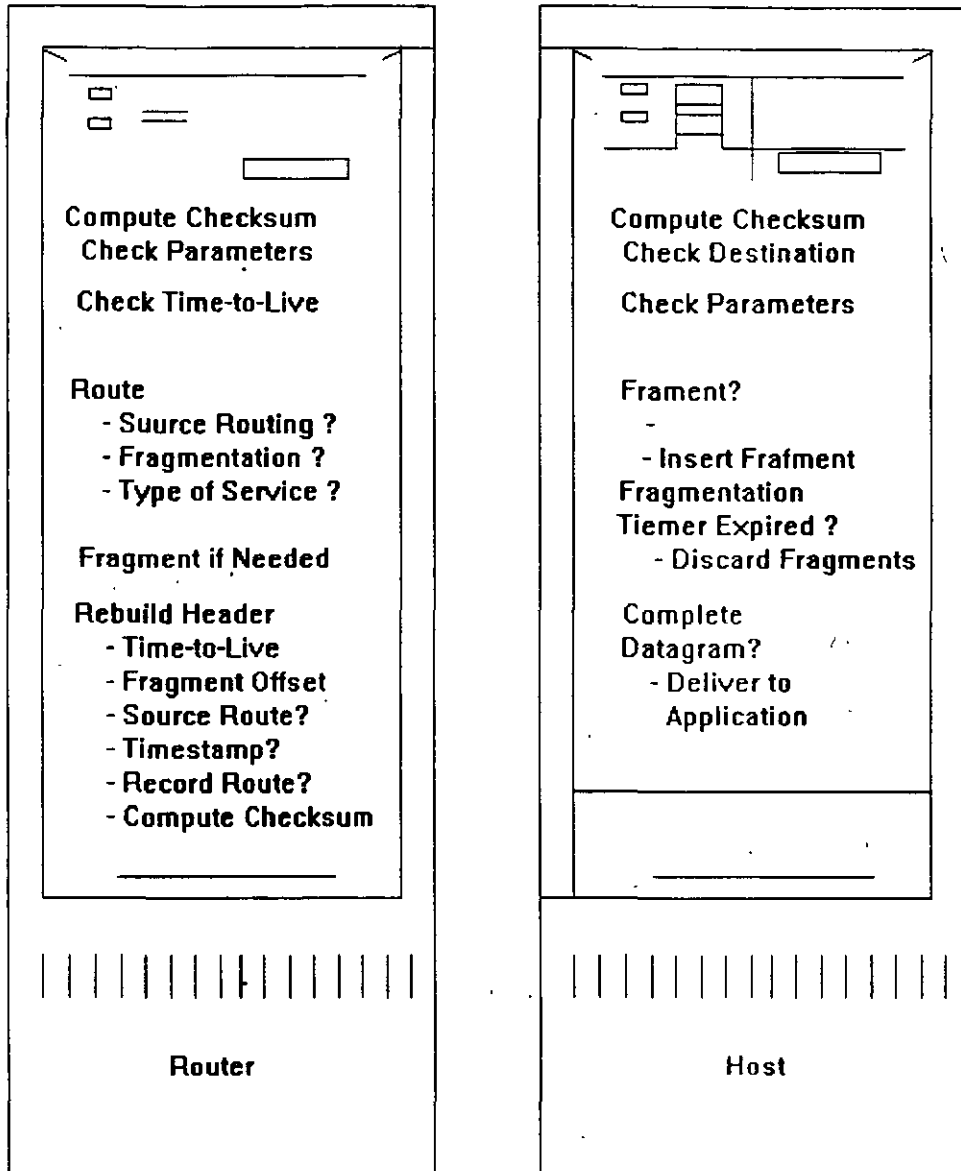 Compute Checksum
Check Parameters
Check Time-to-Live
Route
- Suurce Routing ?
- Fragmentation ?
- Type of Service ?
Fragment if Needed
Rebuild Header
- Time-to-Live
- Fragment Offset
- Source Route?
- Timestamp?
- Record Route?
- Compute Checksum
Router
Compute Checksum
Check Destination
Check Parameters
Frament?
-
- Insert Frafment
Fragmentation
Tiemer Expired ?
- Discard Fragments
Complete
Datagram?
- Deliver to
Application
Host